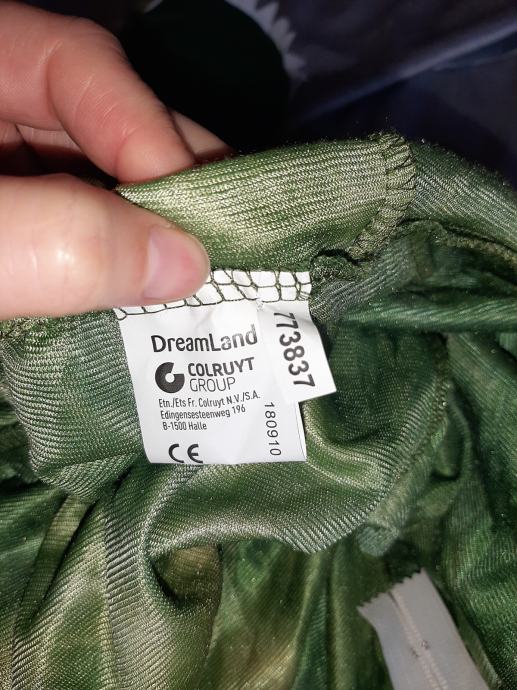 DreamLand
COLRUYT
GROUP
Etn./Ets Fr. Colruyt N.V./S.A.
Edingensesteenweg 196
B-1500 Halle
CE
180910
773837